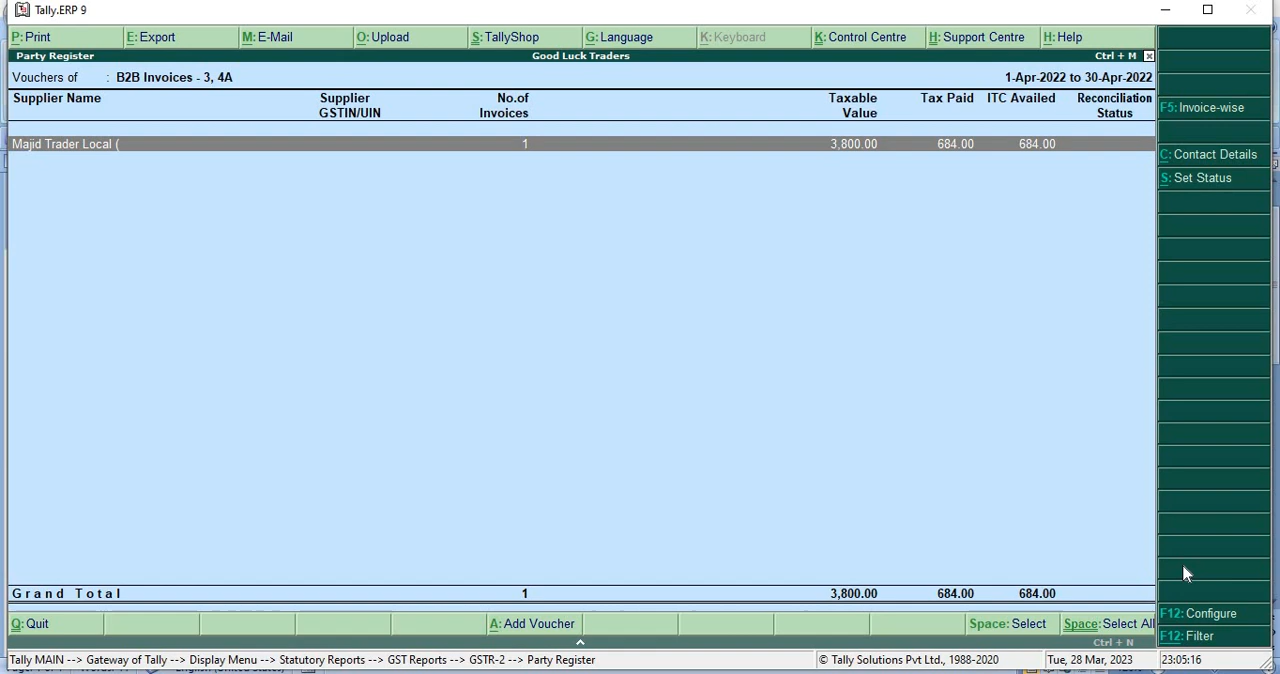 Tally.ERP 9
P: Print E: Export M: E-Mail O: Upload S: TallyShop G: Language K: Keyboard K: Control Centre H: Support Centre H: Help
Party Register Good Luck Traders Ctrl + M
Vouchers of : B2B Invoices - 3, 4A 1-Apr-2022 to 30-Apr-2022
Supplier Name Supplier No.of Taxable Tax Paid ITC Availed Reconciliation
GSTIN/UIN Invoices Value Status
Majid Trader Local ( 1 3,800.00 684.00 684.00
Grand Total 1 3,800.00 684.00 684.00
F5: Invoice-wise
C: Contact Details
S: Set Status
F12: Configure
F12: Filter
Q: Quit A: Add Voucher Space: Select Space: Select All
Ctrl + N
Tally MAIN --> Gateway of Tally --> Display Menu --> Statutory Reports --> GST Reports --> GSTR-2 --> Party Register © Tally Solutions Pvt Ltd., 1988-2020 Tue, 28 Mar, 2023 23:05:16